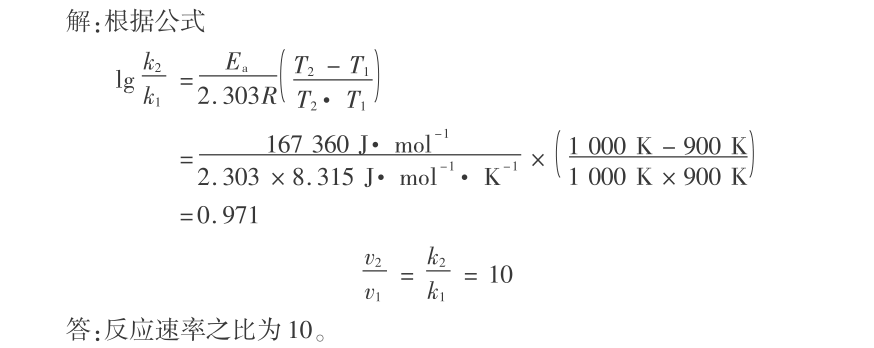 解:根据公式
lg k₂/k₁ = Eₐ/2.303R (T₂ - T₁/T₂· T₁)
= 167 360 J· mol⁻¹/2.303 × 8.315 J· mol⁻¹· K⁻¹ × (1 000 K - 900 K/1 000 K × 900 K)
=0.971
v₂/v₁ = k₂/k₁ = 10
答:反应速率之比为10。